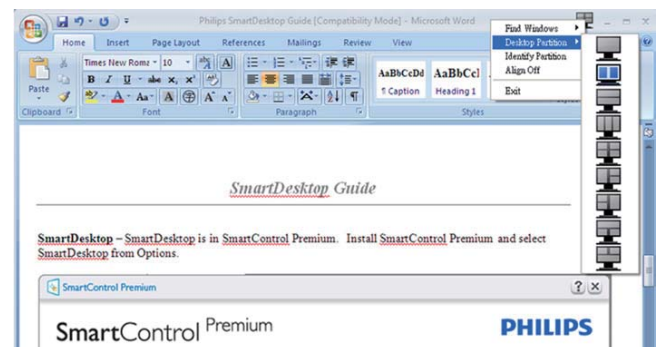 Philips SmartDesktop Guide [Compatibility Mode] - Microsoft Word
Home Insert Page Layout References Mailings Review View
Find Windows
Desktop Partition
Identify Partition
Align Off
Exit
Paste
Times New Roma 10
B I U abc x, x²
Aa
AaBbCcDd AaBbCcI
¶ Caption Heading 1
Clipboard Font Paragraph Styles
SmartDesktop Guide
SmartDesktop – SmartDesktop is in SmartControl Premium. Install SmartControl Premium and select
SmartDesktop from Options.
SmartControl Premium
SmartControl Premium
PHILIPS